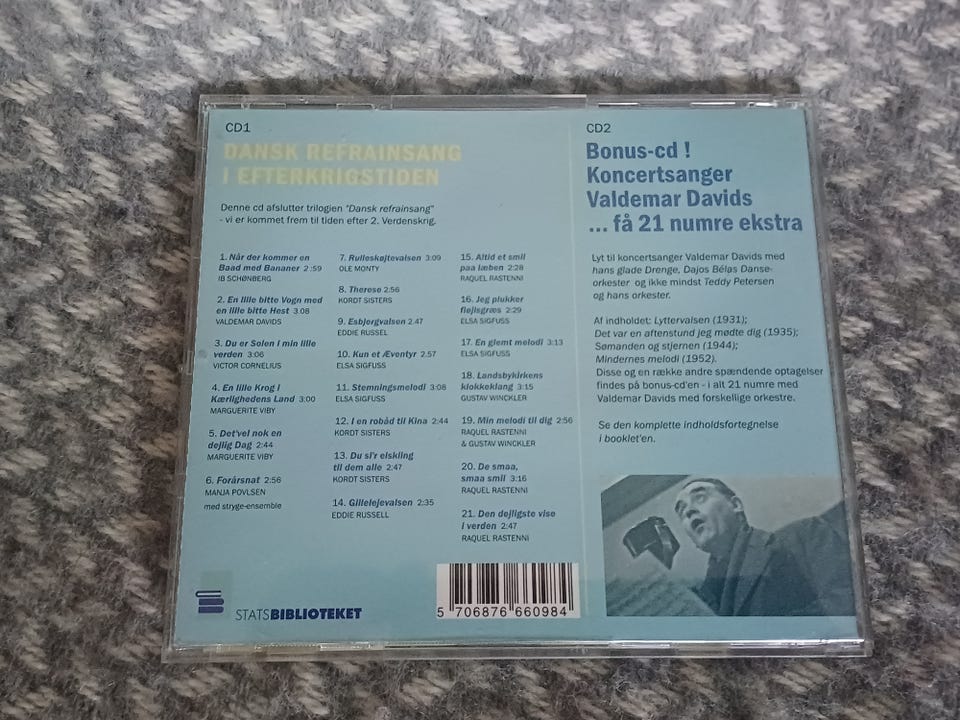 CD1
DANSK REFRAINSANG
I EFTERKRIGSTIDEN
Denne cd afslutter trilogien "Dansk refrainsang"
- vi er kommet frem til tiden efter 2. Verdenskrig.
1. Når der kommer en
Baad med Bananer 2:59
IB SCHØNBERG
2. En lille bitte Vogn med
en lille bitte Hest 3:08
VALDEMAR DAVIDS
3. Du er Solen i min lille
verden 3:06
VICTOR CORNELIUS
4. En lille Krog i
Kærlighedens Land 3:00
MARGUERITE VIBY
5. Det'vel nok en
dejlig Dag 2:44
MARGUERITE VIBY
6. Forårsnat 2:56
MANJA POVLSEN
med stryge-ensemble
7. Rulleskøjtevalsen 3:09
OLE MONTY
8. Therese 2:56
KORDT SISTERS
9. Esbjergvalsen 2.47
EDDIE RUSSEL
10. Kun et Æventyr 2:57
ELSA SIGFUSS
11. Stemningsmelodi 3:08
ELSA SIGFUSS
12. I en robåd til Kina 2:44
KORDT SISTERS
13. Du si'r elskling
til dem alle 2:47
KORDT SISTERS
14. Gillelejevalsen 2:35
EDDIE RUSSELL
15. Altid et smil
paa læben 2:28
RAQUEL RASTENNI
16. Jeg plukker
fløjlsgræs 2:29
ELSA SIGFUSS
17. En glemt melodi 3:13
ELSA SIGFUSS
18. Landsbykirkens
klokkeklang 3:15
GUSTAV WINCKLER
19. Min melodi til dig 2:56
RAQUEL RASTENNI
& GUSTAV WINCKLER
20. De smaa,
smaa smil 3:16
RAQUEL RASTENNI
21. Den dejligste vise
i verden 2:47
RAQUEL RASTENNI
STATSBIBLIOTEKET
5 706876 660984
CD2
Bonus-cd !
Koncertsanger
Valdemar Davids
... få 21 numre ekstra
Lyt til koncertsanger Valdemar Davids med
hans glade Drenge, Dajos Bélas Danse-
orkester og ikke mindst Teddy Petersen
og hans orkester.
Af indholdet: Lyttervalsen (1931);
Det var en aftenstund jeg mødte dig (1935);
Sømanden og stjernen (1944);
Mindernes melodi (1952).
Disse og en række andre spændende optagelser
findes på bonus-cd'en - i alt 21 numre med
Valdemar Davids med forskellige orkestre.
Se den komplette indholdsfortegnelse
i booklet'en.